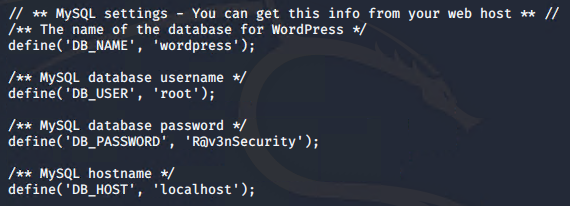 // ** MySQL settings - You can get this info from your web host ** //
/** The name of the database for WordPress */
define('DB_NAME', 'wordpress');
/** MySQL database username */
define('DB_USER', 'root');
/** MySQL database password */
define('DB_PASSWORD', 'R@v3nSecurity');
/** MySQL hostname */
define('DB_HOST', 'localhost');